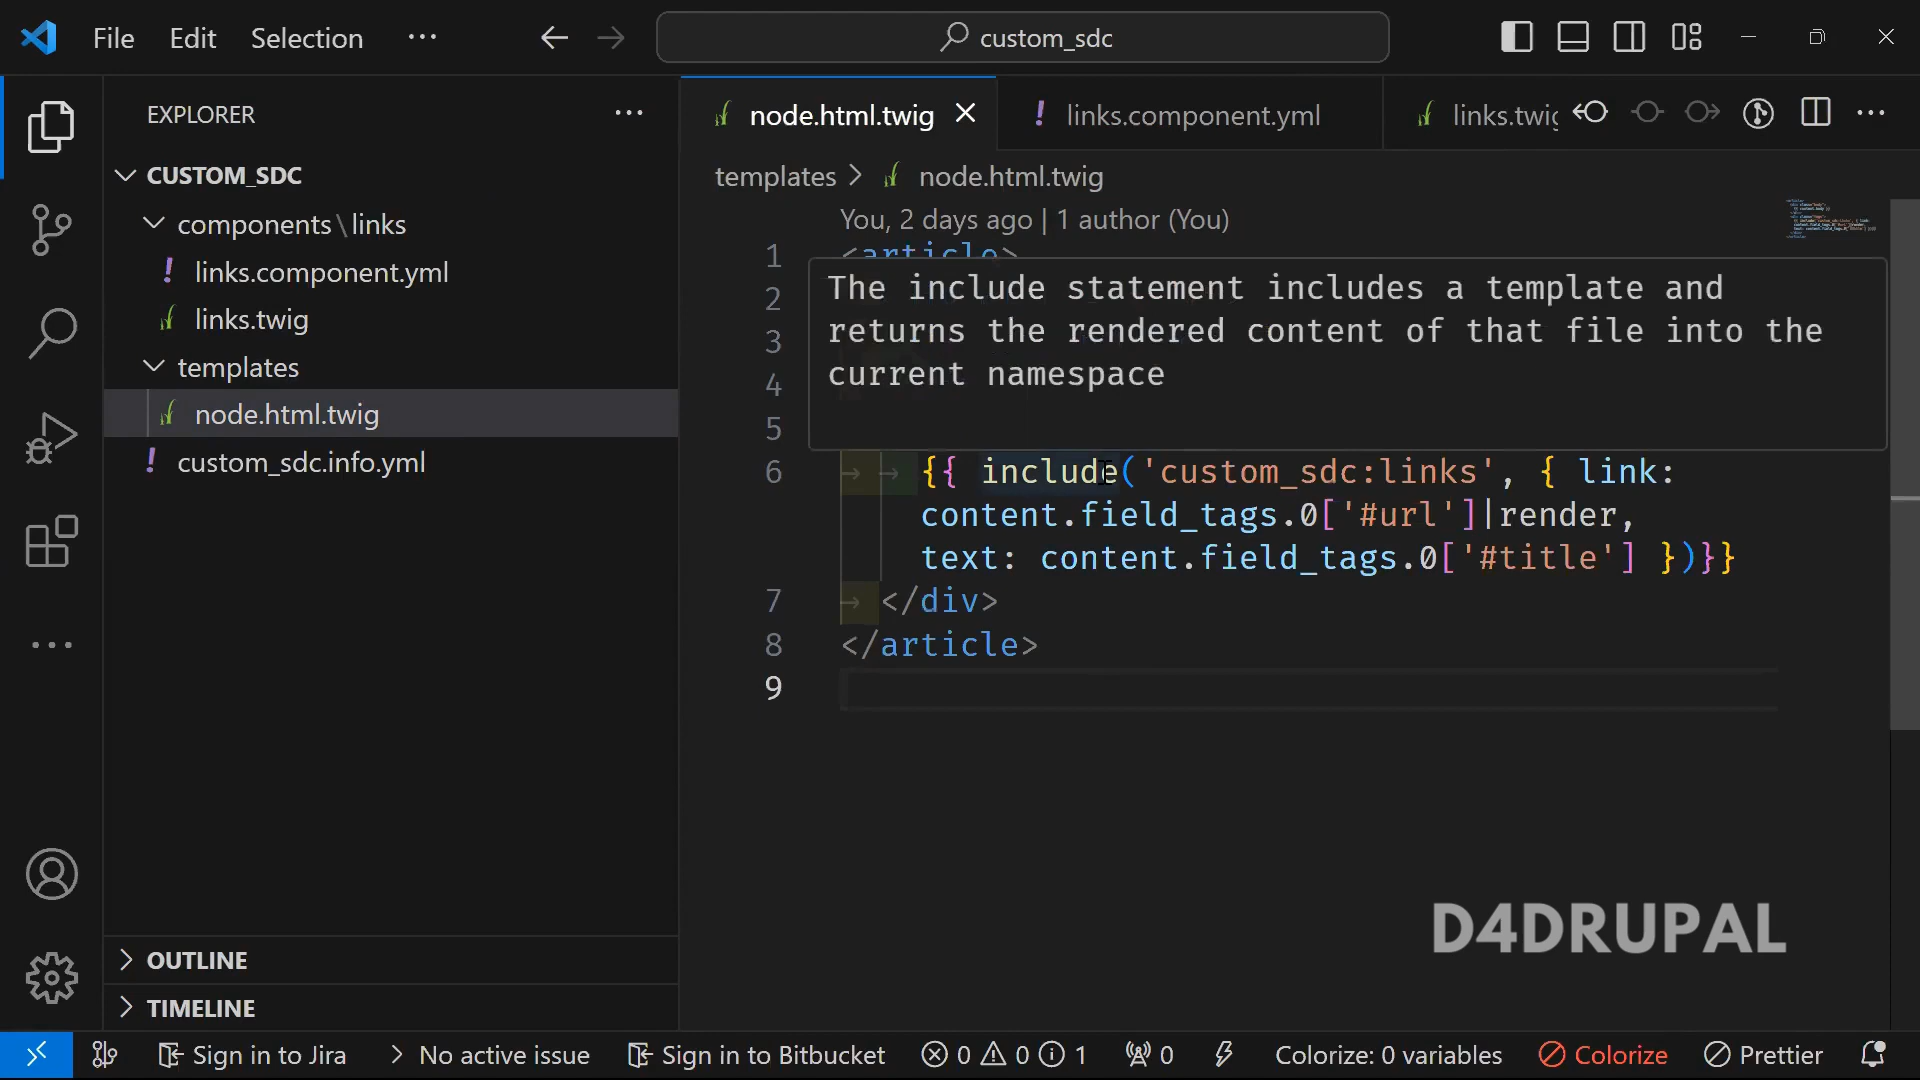 File Edit Selection ···
custom_sdc
EXPLORER ···
CUSTOM_SDC
components\links
links.component.yml
links.twig
templates
node.html.twig
custom_sdc.info.yml
OUTLINE
TIMELINE
node.html.twig
links.component.yml
links.twig
templates > node.html.twig
You, 2 days ago | 1 author (You)
1 <article>
2
3
4
5
The include statement includes a template and
returns the rendered content of that file into the
current namespace
6 {{ include('custom_sdc:links', { link:
content.field_tags.0['#url']|render,
text: content.field_tags.0['#title'] })}}
7 </div>
8 </article>
9
D4DRUPAL
Sign in to Jira > No active issue Sign in to Bitbucket 0 0 1 0 Colorize: 0 variables Colorize Prettier